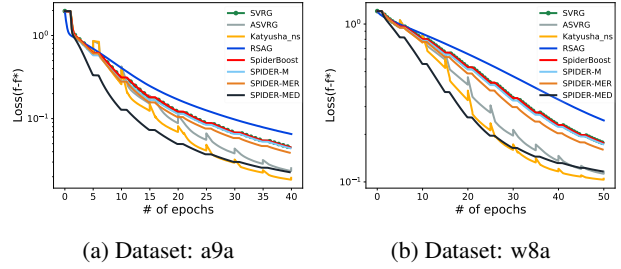 SVRG
ASVRG
Katyusha_ns
RSAG
SpiderBoost
SPIDER-M
SPIDER-MER
SPIDER-MED
Loss(f-f*)
10⁰
10⁻¹
0 5 10 15 20 25 30 35 40
# of epochs
(a) Dataset: a9a
SVRG
ASVRG
Katyusha_ns
RSAG
SpiderBoost
SPIDER-M
SPIDER-MER
SPIDER-MED
Loss(f-f*)
10⁰
10⁻¹
0 10 20 30 40 50
# of epochs
(b) Dataset: w8a